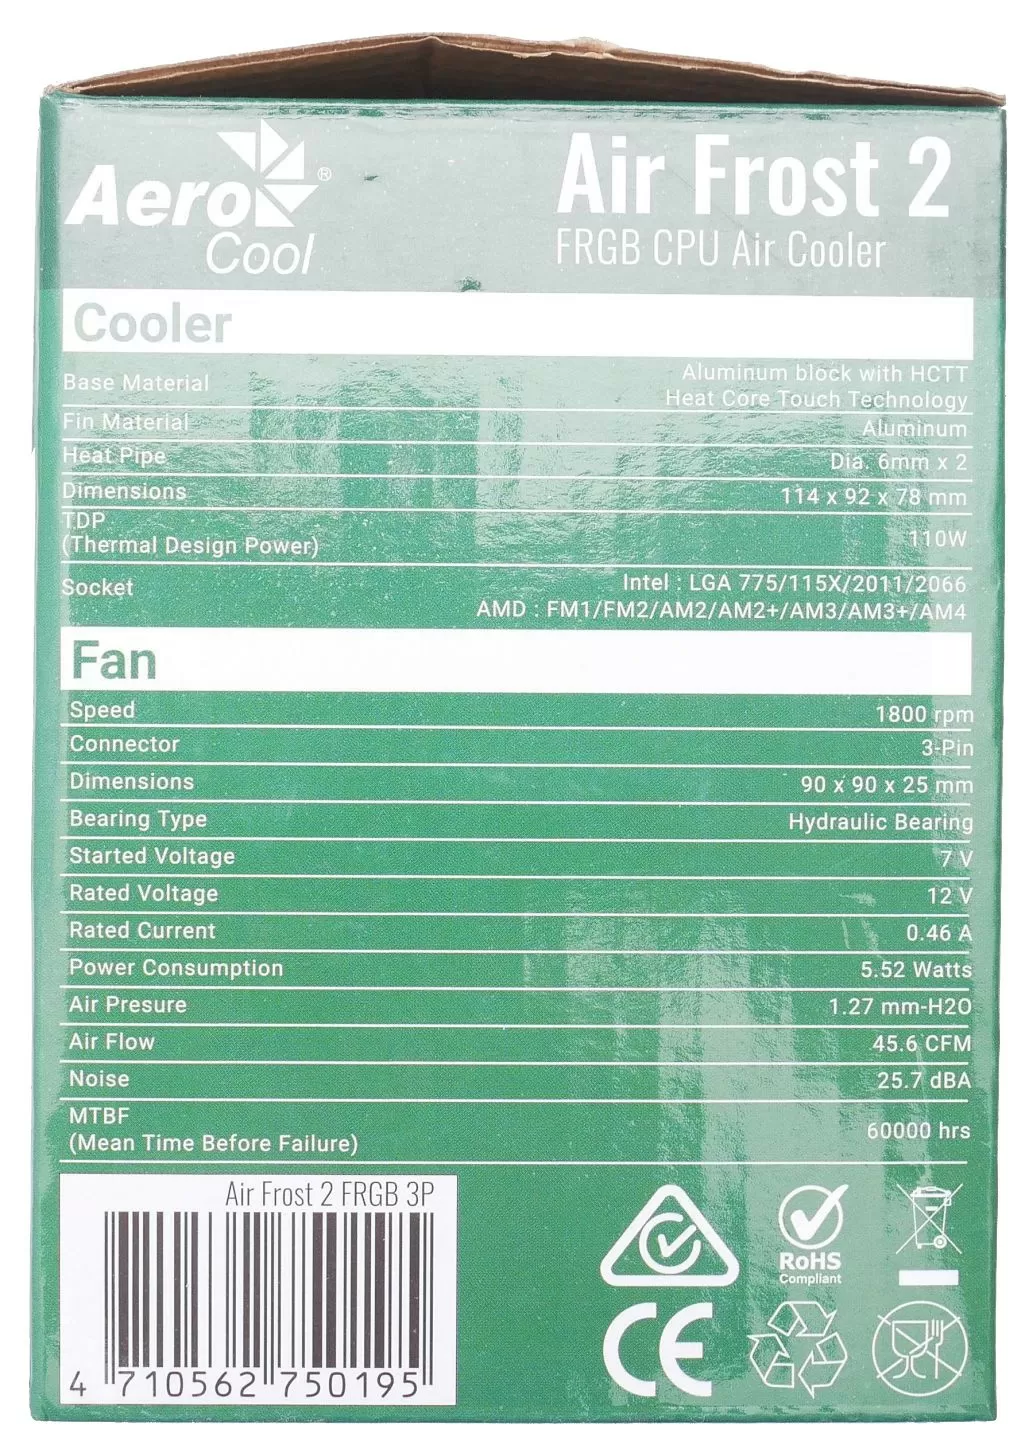 Aero®
Cool
Air Frost 2
FRGB CPU Air Cooler
Cooler
Base Material Aluminum block with HCTT
Heat Core Touch Technology
Fin Material Aluminum
Heat Pipe Dia. 6mm x 2
Dimensions 114 x 92 x 78 mm
TDP
(Thermal Design Power) 110W
Socket Intel : LGA 775/115X/2011/2066
AMD : FM1/FM2/AM2/AM2+/AM3/AM3+/AM4
Fan
Speed 1800 rpm
Connector 3-Pin
Dimensions 90 x 90 x 25 mm
Bearing Type Hydraulic Bearing
Started Voltage 7 V
Rated Voltage 12 V
Rated Current 0.46 A
Power Consumption 5.52 Watts
Air Presure 1.27 mm-H2O
Air Flow 45.6 CFM
Noise 25.7 dBA
MTBF
(Mean Time Before Failure) 60000 hrs
Air Frost 2 FRGB 3P
4 710562 750195
RoHS
Compliant
CE